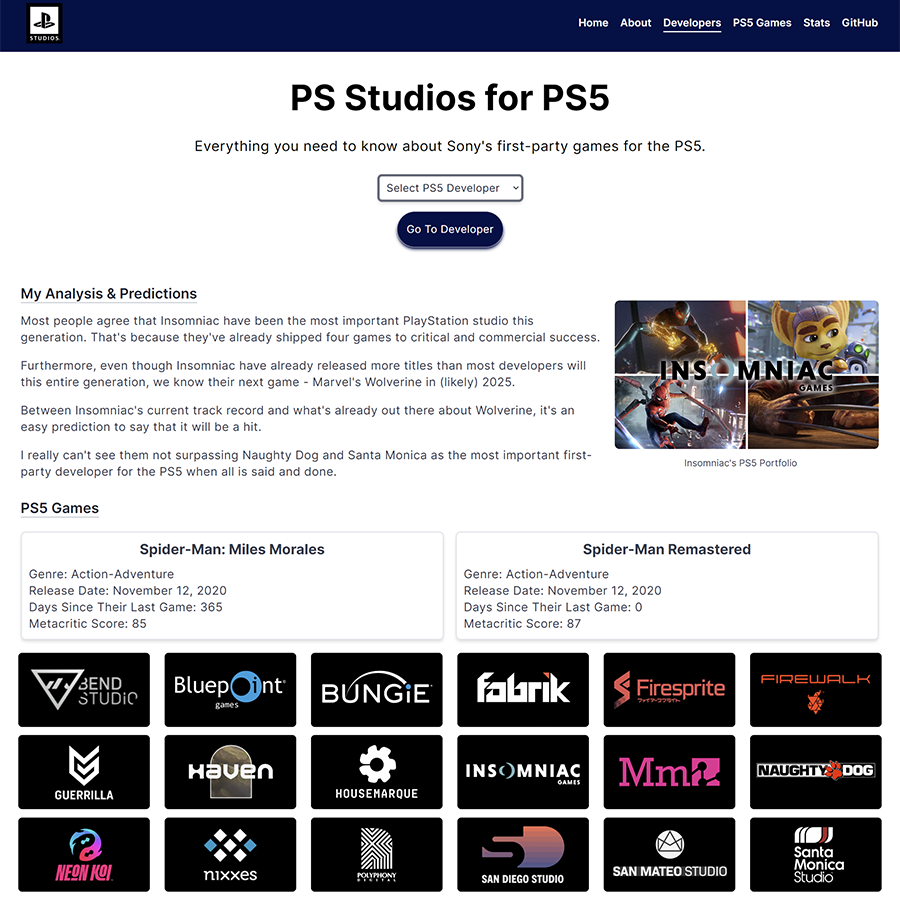 STUDIOS
Home About Developers PS5 Games Stats GitHub
PS Studios for PS5
Everything you need to know about Sony's first-party games for the PS5.
Select PS5 Developer
Go To Developer
My Analysis & Predictions
Most people agree that Insomniac have been the most important PlayStation studio this
generation. That's because they've already shipped four games to critical and commercial success.
Furthermore, even though Insomniac have already released more titles than most developers will
this entire generation, we know their next game - Marvel's Wolverine in (likely) 2025.
Between Insomniac's current track record and what's already out there about Wolverine, it's an
easy prediction to say that it will be a hit.
I really can't see them not surpassing Naughty Dog and Santa Monica as the most important first-
party developer for the PS5 when all is said and done.
INSOMNIAC
GAMES
Insomniac's PS5 Portfolio
PS5 Games
Spider-Man: Miles Morales
Genre: Action-Adventure
Release Date: November 12, 2020
Days Since Their Last Game: 365
Metacritic Score: 85
Spider-Man Remastered
Genre: Action-Adventure
Release Date: November 12, 2020
Days Since Their Last Game: 0
Metacritic Score: 87
BEND
STUDIO
Bluepoint
games
BUNGiE
fabrik
Firesprite
ファイアースプライト
FIREWALK
GUERRILLA
HAVEN
HOUSEMARQUE
INSOMNIAC
GAMES
Mm
NAUGHTY DOG
NEON KOI
nixxes
POLYPHONY
DIGITAL
SAN DIEGO STUDIO
SAN MATEO STUDIO
Santa
Monica
Studio